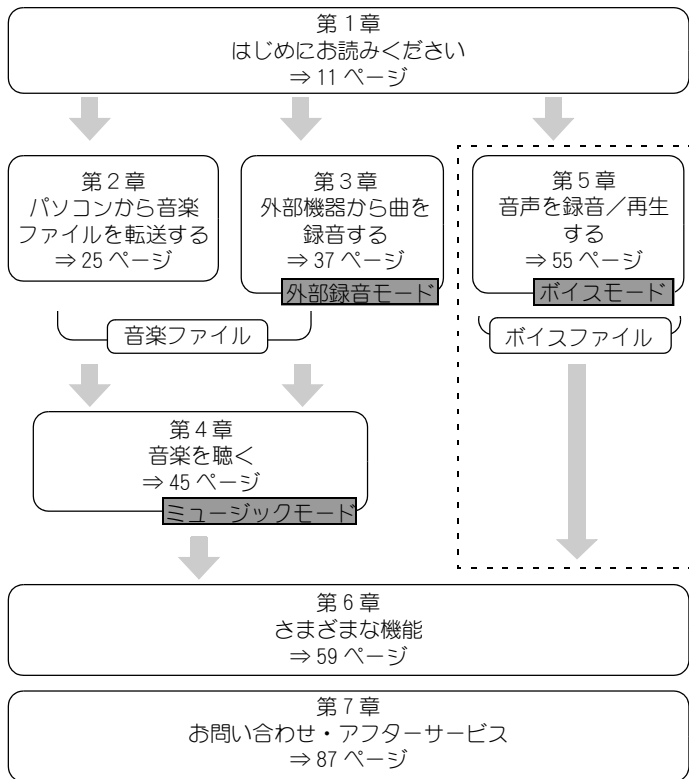 第1章
はじめにお読みください
⇒ 11 ページ
第2章
パソコンから音楽
ファイルを転送する
⇒ 25 ページ
第3章
外部機器から曲を
録音する
⇒ 37 ページ
外部録音モード
第5章
音声を録音／再生
する
⇒ 55 ページ
ボイスモード
音楽ファイル
ボイスファイル
第4章
音楽を聴く
⇒ 45 ページ
ミュージックモード
第6章
さまざまな機能
⇒ 59 ページ
第7章
お問い合わせ・アフターサービス
⇒ 87 ページ